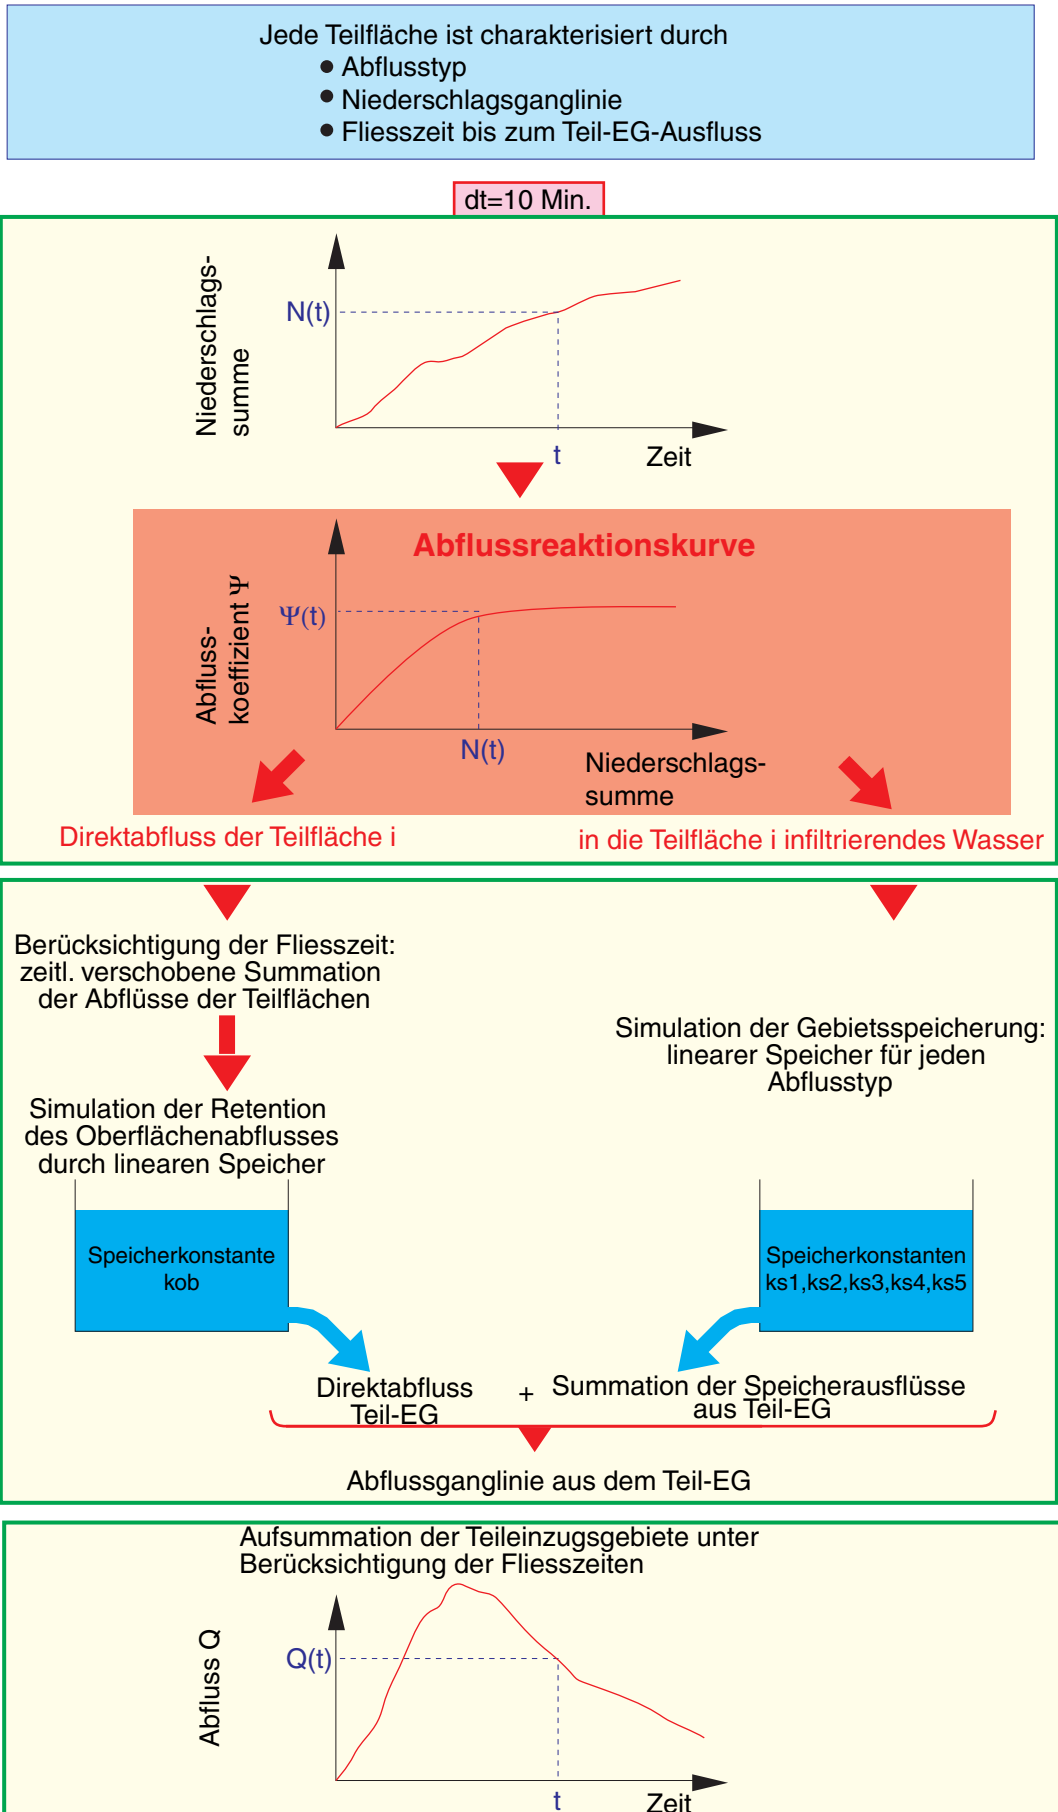 Jede Teilfläche ist charakterisiert durch
● Abflusstyp
● Niederschlagsganglinie
● Fliesszeit bis zum Teil-EG-Ausfluss
dt=10 Min.
Niederschlags-
summe
N(t)
t
Zeit
Abflussreaktionskurve
Abfluss-
koeffizient Ψ
Ψ(t)
N(t)
Niederschlags-
summe
Direktabfluss der Teilfläche i
in die Teilfläche i infiltrierendes Wasser
Berücksichtigung der Fliesszeit:
zeitl. verschobene Summation
der Abflüsse der Teilflächen
Simulation der Gebietsspeicherung:
linearer Speicher für jeden
Abflusstyp
Simulation der Retention
des Oberflächenabflusses
durch linearen Speicher
Speicherkonstante
kob
Speicherkonstanten
ks1,ks2,ks3,ks4,ks5
Direktabfluss
Teil-EG
+
Summation der Speicherausflüsse
aus Teil-EG
Abflussganglinie aus dem Teil-EG
Aufsummation der Teileinzugsgebiete unter
Berücksichtigung der Fliesszeiten
Abfluss Q
Q(t)
t
Zeit